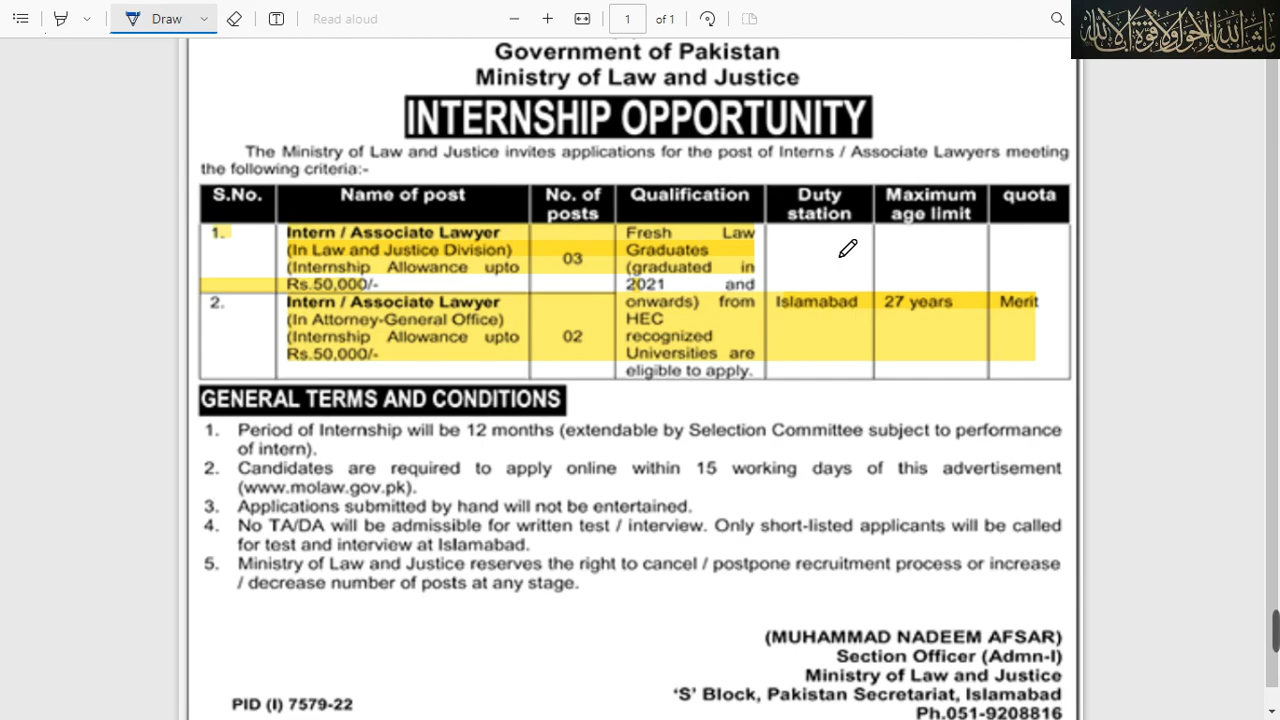 Draw
Read aloud
1
of 1
ما شاء الله لا حول ولا قوة إلا بالله
Government of Pakistan
Ministry of Law and Justice
INTERNSHIP OPPORTUNITY
The Ministry of Law and Justice invites applications for the post of Interns / Associate Lawyers meeting
the following criteria:-
S.No.
Name of post
No. of
posts
Qualification
Duty
station
Maximum
age limit
quota
1.
Intern / Associate Lawyer
(In Law and Justice Division)
(Internship Allowance upto
Rs.50,000/-
03
Fresh Law
Graduates
(graduated in
2021 and
onwards) from
HEC
recognized
Universities are
eligible to apply.
2.
Intern / Associate Lawyer
(In Attorney-General Office)
(Internship Allowance upto
Rs.50,000/-
02
Islamabad
27 years
Merit
GENERAL TERMS AND CONDITIONS
1. Period of Internship will be 12 months (extendable by Selection Committee subject to performance
of intern).
2. Candidates are required to apply online within 15 working days of this advertisement
(www.molaw.gov.pk).
3. Applications submitted by hand will not be entertained.
4. No TA/DA will be admissible for written test / interview. Only short-listed applicants will be called
for test and interview at Islamabad.
5. Ministry of Law and Justice reserves the right to cancel / postpone recruitment process or increase
/ decrease number of posts at any stage.
(MUHAMMAD NADEEM AFSAR)
Section Officer (Admn-I)
Ministry of Law and Justice
'S' Block, Pakistan Secretariat, Islamabad
Ph.051-9208816
PID (I) 7579-22